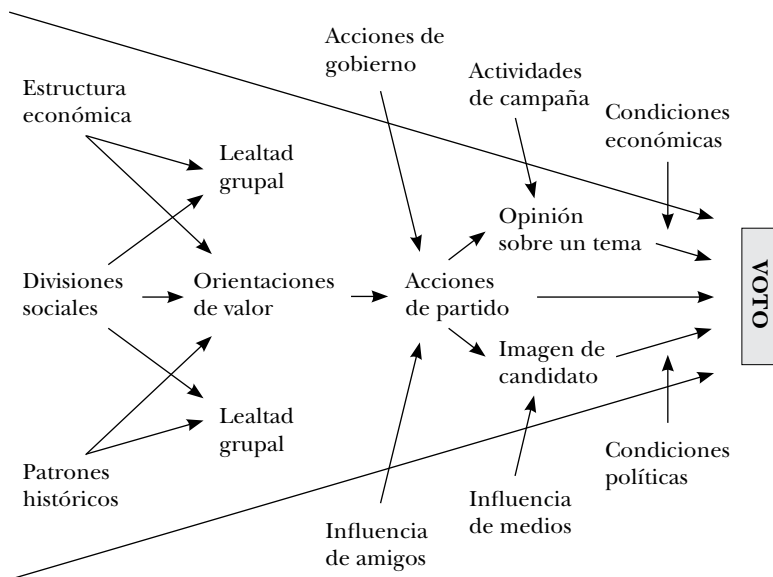 Acciones de
gobierno
Actividades
de campaña
Estructura
económica
Condiciones
económicas
Lealtad
grupal
Opinión
sobre un tema
Divisiones
sociales
Orientaciones
de valor
Acciones
de partido
VOTO
Imagen de
candidato
Lealtad
grupal
Patrones
históricos
Condiciones
políticas
Influencia
de medios
Influencia
de amigos